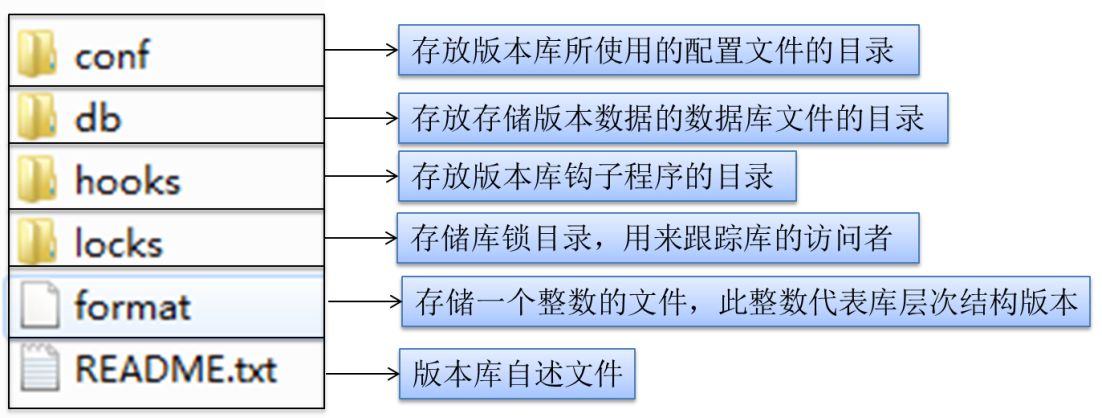 conf
存放版本库所使用的配置文件的目录
db
存放存储版本数据的数据库文件的目录
hooks
存放版本库钩子程序的目录
locks
存储库锁目录，用来跟踪库的访问者
format
存储一个整数的文件，此整数代表库层次结构版本
README.txt
版本库自述文件